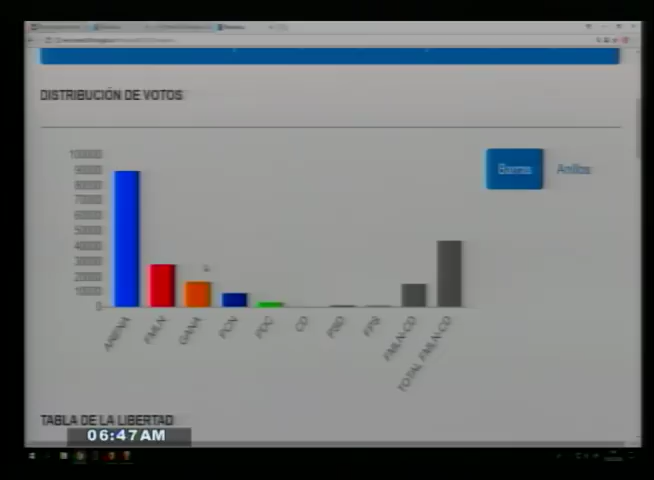 DISTRIBUCIÓN DE VOTOS
Barras
Anillos
100000
90000
80000
70000
60000
50000
40000
30000
20000
10000
0
ARENA
FMLN
GANA
PCN
PDC
CD
PSD
FPS
FMLN-CD
TOTAL FMLN-CD
TABLA DE LA LIBERTAD
06:47AM